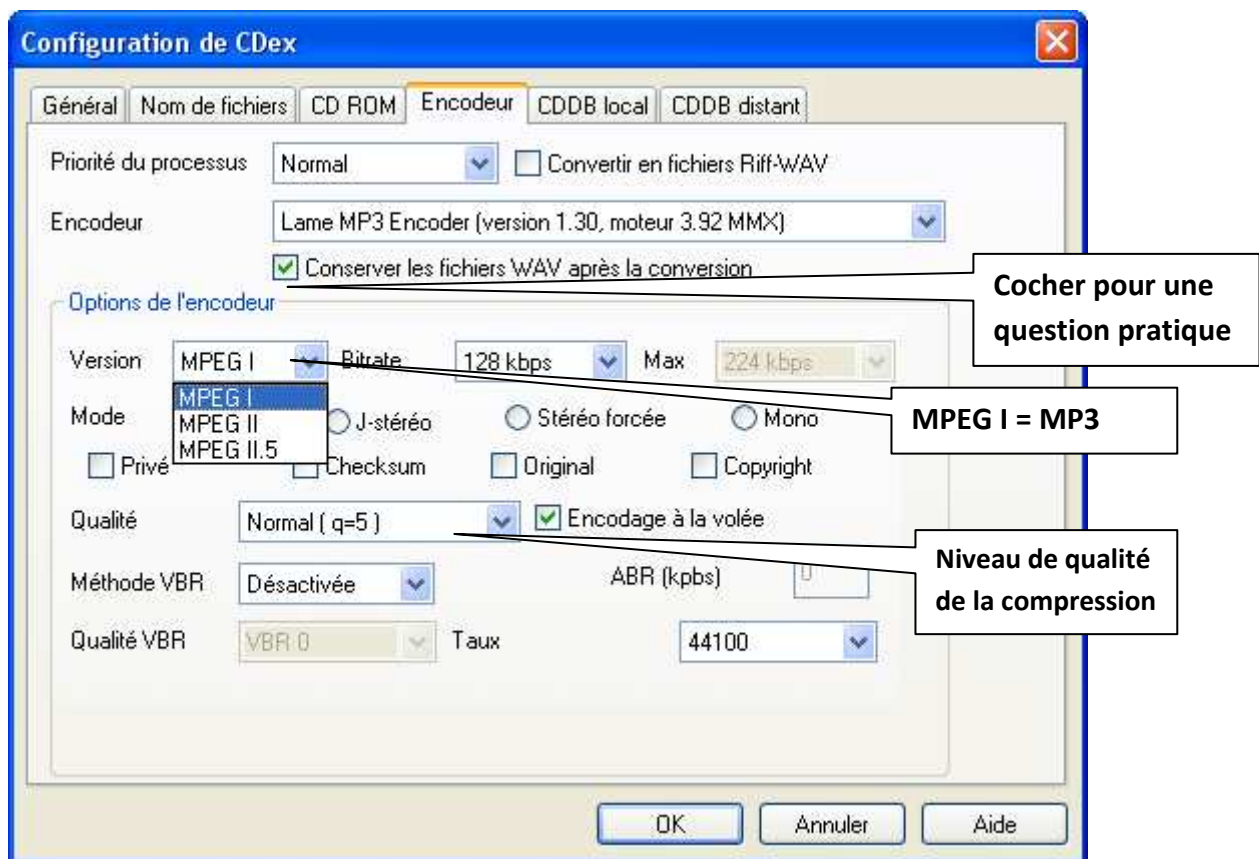 Configuration de CDex
Général Nom de fichiers CD ROM Encodeur CDDB local CDDB distant
Priorité du processus Normal Convertir en fichiers Riff-WAV
Encodeur Lame MP3 Encoder (version 1.30, moteur 3.92 MMX)
Conserver les fichiers WAV après la conversion
Cocher pour une
question pratique
Options de l'encodeur
Version MPEG I Bitrate 128 kbps Max 224 kbps
MPEG I
MPEG II
MPEG II.5
Mode J-stéréo Stéréo forcée Mono
MPEG I = MP3
Privé Checksum Original Copyright
Qualité Normal ( q=5 ) Encodage à la volée
Niveau de qualité
de la compression
Méthode VBR Désactivée ABR (kpbs) 0
Qualité VBR VBR 0 Taux 44100
OK Annuler Aide